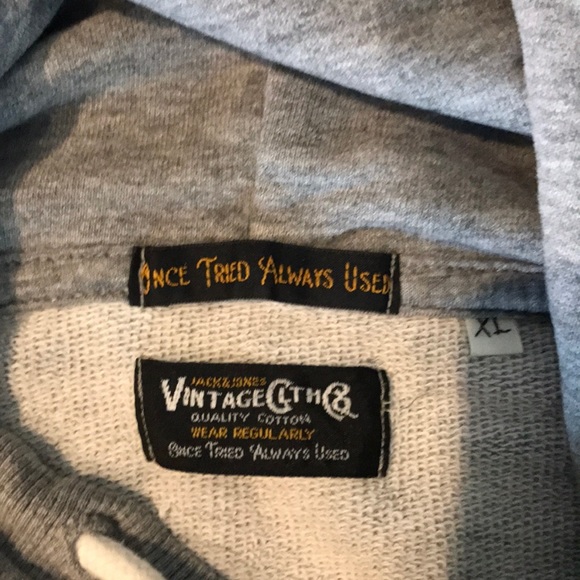 ONCE TRIED ALWAYS USED
XL
JACK & JONES
VINTAGE CLTH Co
QUALITY COTTON
WEAR REGULARLY
ONCE TRIED ALWAYS USED